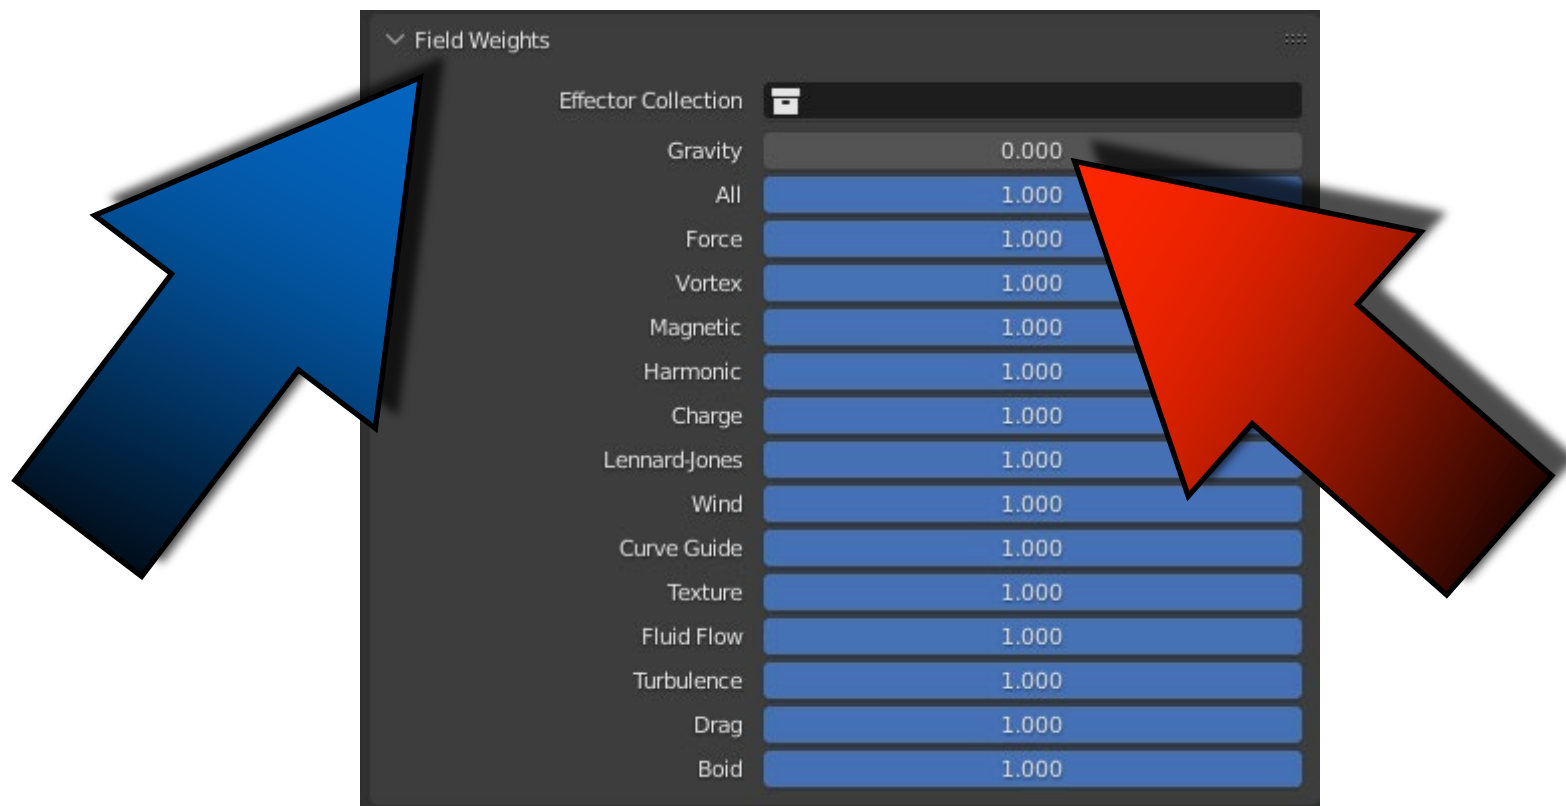 Field Weights
Effector Collection
Gravity 0.000
All 1.000
Force 1.000
Vortex 1.000
Magnetic 1.000
Harmonic 1.000
Charge 1.000
Lennard-Jones 1.000
Wind 1.000
Curve Guide 1.000
Texture 1.000
Fluid Flow 1.000
Turbulence 1.000
Drag 1.000
Boid 1.000